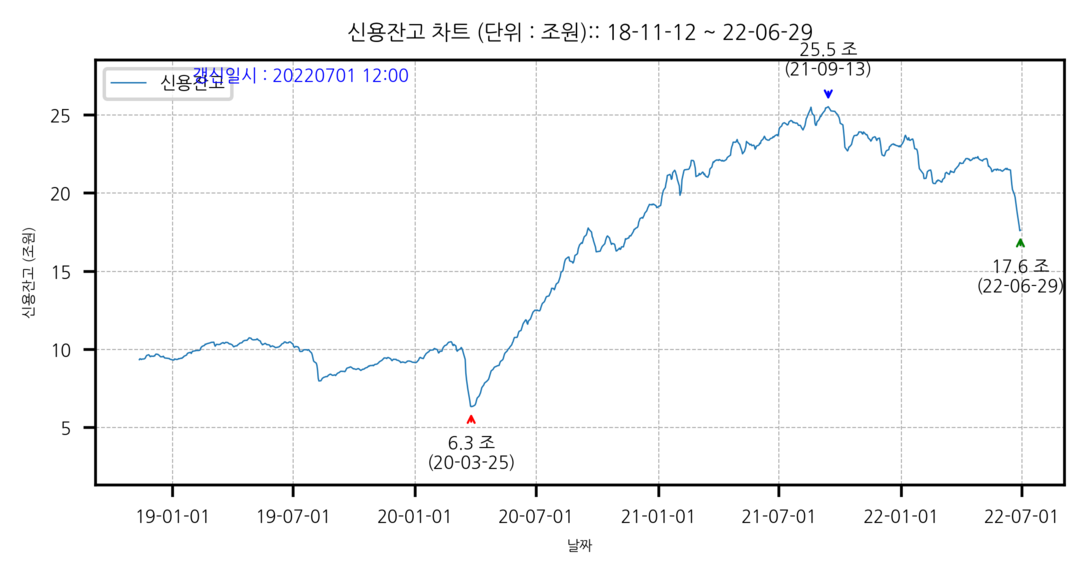 신용잔고 차트 (단위 : 조원):: 18-11-12 ~ 22-06-29
25.5 조
(21-09-13)
신용잔고
갱신일시 : 20220701 12:00
25
20
15
10
5
신용잔고 (조원)
17.6 조
(22-06-29)
6.3 조
(20-03-25)
19-01-01
19-07-01
20-01-01
20-07-01
21-01-01
21-07-01
22-01-01
22-07-01
날짜